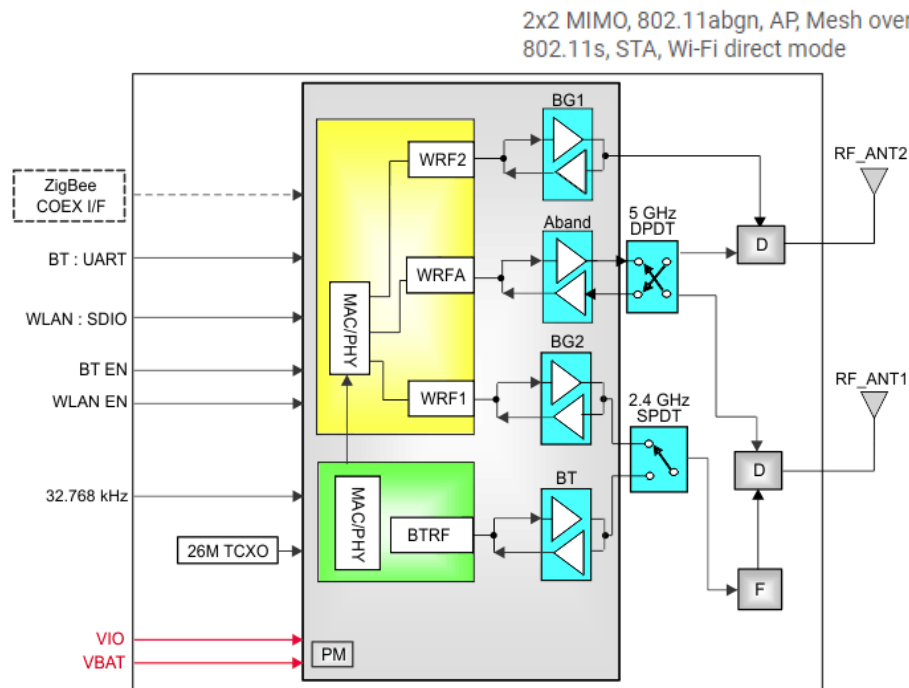 2x2 MIMO, 802.11abgn, AP, Mesh over
802.11s, STA, Wi-Fi direct mode
BG1
WRF2
RF_ANT2
ZigBee
COEX I/F
5 GHz
DPDT
Aband
D
BT : UART
WRFA
MAC/PHY
WLAN : SDIO
BG2
BT EN
RF_ANT1
WLAN EN
WRF1
2.4 GHz
SPDT
D
BT
32.768 kHz
MAC/PHY
BTRF
26M TCXO
F
VIO
PM
VBAT